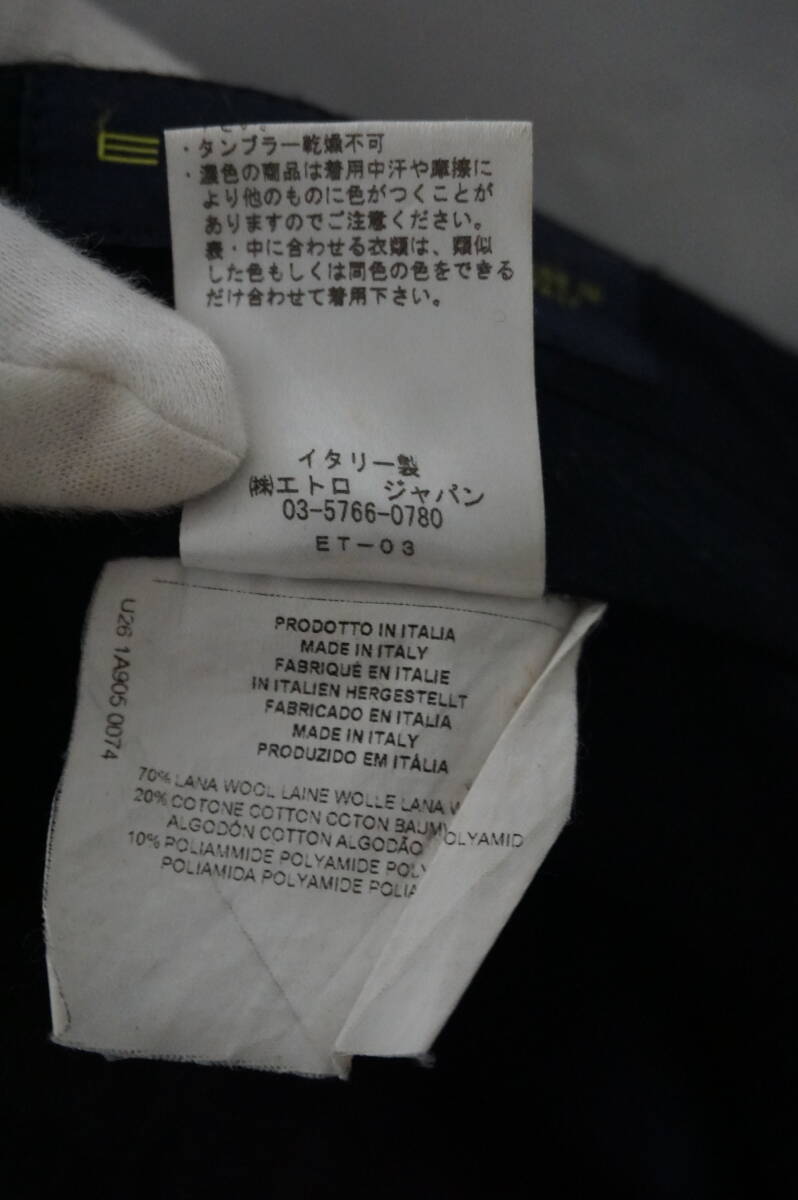 ・タンブラー乾燥不可
・濃色の商品は着用中汗や摩擦に
より他のものに色がつくことが
ありますのでご注意ください。
表・中に合わせる衣類は、類似
した色もしくは同色の色をできる
だけ合わせて着用下さい。
イタリー製
㈱エトロ ジャパン
03-5766-0780
ET-03
U26 1A905 0074
PRODOTTO IN ITALIA
MADE IN ITALY
FABRIQUÉ EN ITALIE
IN ITALIEN HERGESTELLT
FABRICADO EN ITALIA
MADE IN ITALY
PRODUZIDO EM ITÁLIA
70% LANA WOOL LAINE WOLLE LANA
20% COTONE COTTON COTON
ALGODÓN COTTON ALGODÃO
10% POLIAMMIDE POLYAMIDE
POLIAMIDA POLYAMIDE